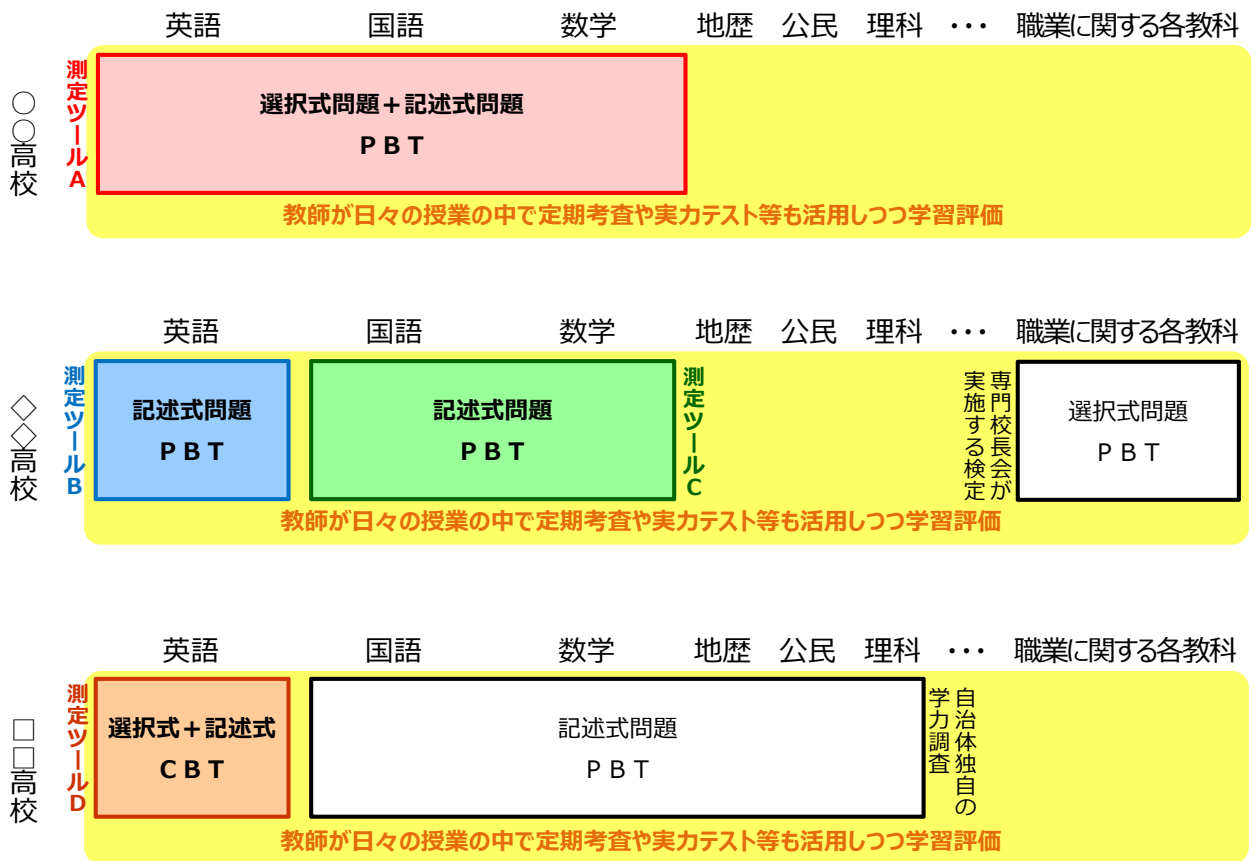 英語 国語 数学 地歴 公民 理科 ・・・ 職業に関する各教科
○○高校
測定ツールA
選択式問題＋記述式問題
ＰＢＴ
教師が日々の授業の中で定期考査や実力テスト等も活用しつつ学習評価
英語 国語 数学 地歴 公民 理科 ・・・ 職業に関する各教科
◇◇高校
測定ツールB
記述式問題
ＰＢＴ
記述式問題
ＰＢＴ
測定ツールC
専門校長会が
実施する検定
選択式問題
ＰＢＴ
教師が日々の授業の中で定期考査や実力テスト等も活用しつつ学習評価
英語 国語 数学 地歴 公民 理科 ・・・ 職業に関する各教科
□□高校
測定ツールD
選択式＋記述式
ＣＢＴ
記述式問題
ＰＢＴ
自治体独自の
学力調査
教師が日々の授業の中で定期考査や実力テスト等も活用しつつ学習評価